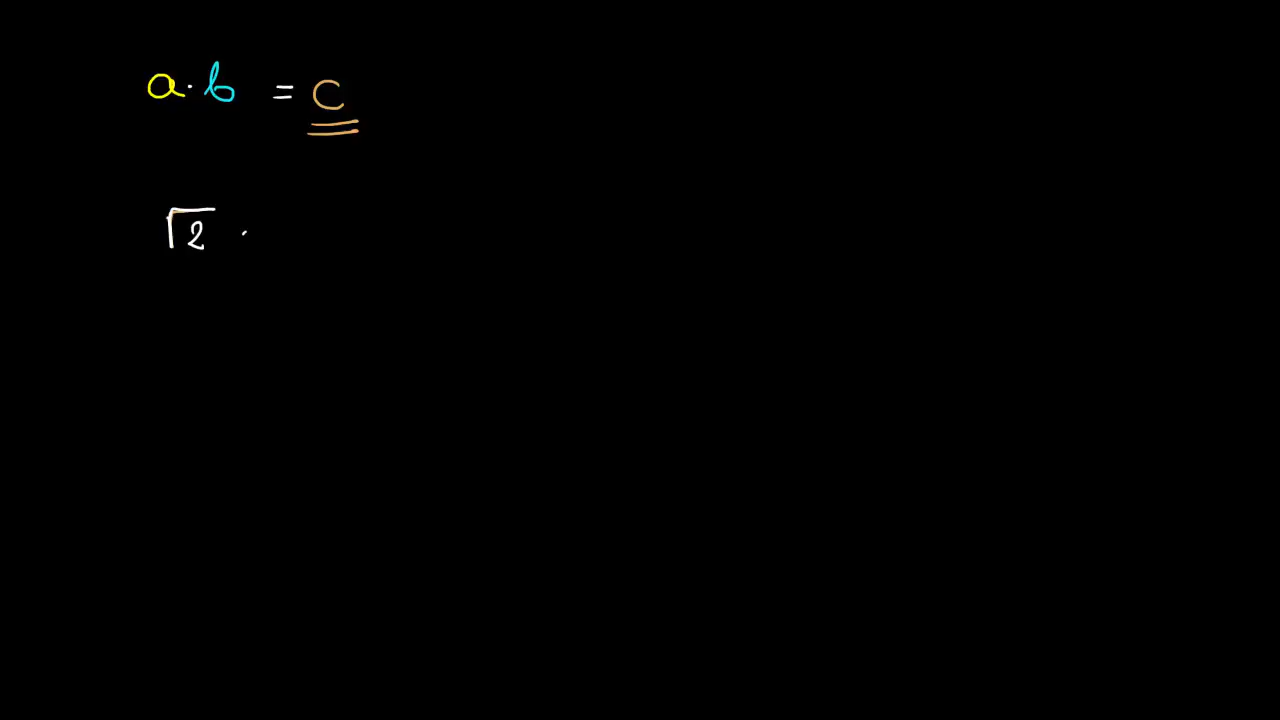 a · b = c
√2 ·